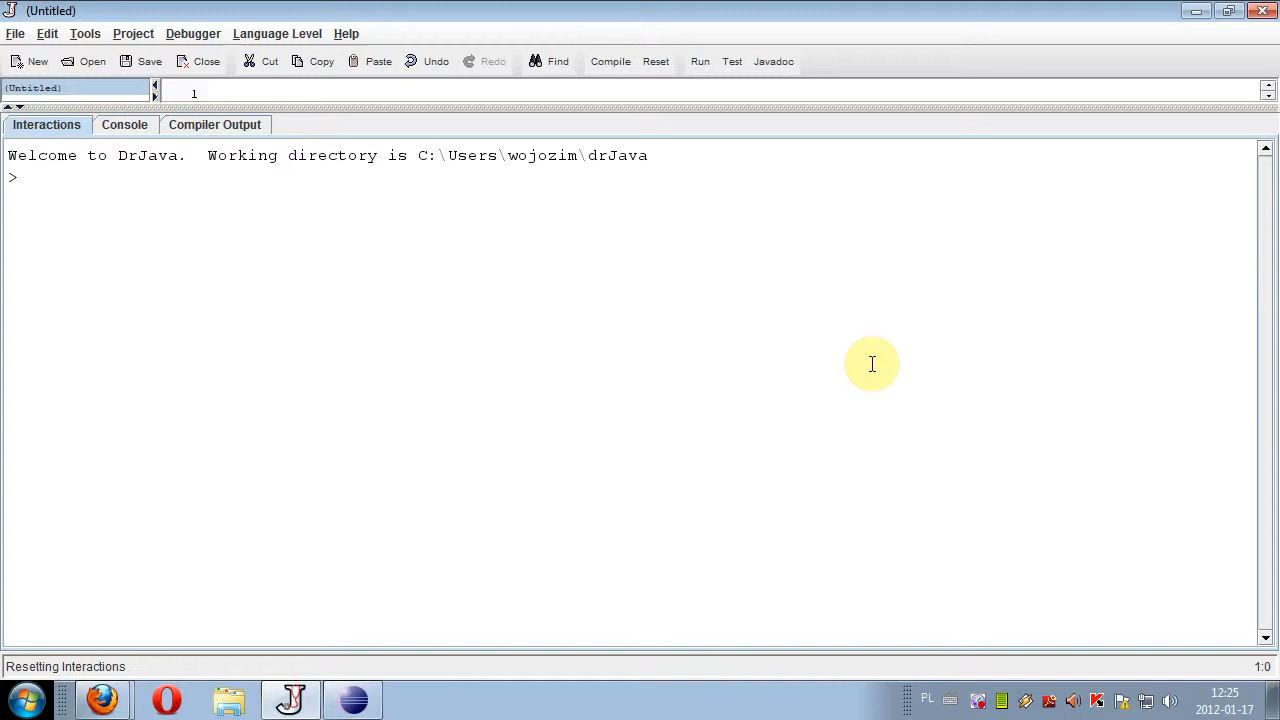 (Untitled)
File Edit Tools Project Debugger Language Level Help
New Open Save Close Cut Copy Paste Undo Redo Find Compile Reset Run Test Javadoc
(Untitled)
1
Interactions Console Compiler Output
Welcome to DrJava.  Working directory is C:\Users\wojozim\drJava
>
Resetting Interactions 1:0
PL 12:25
2012-01-17